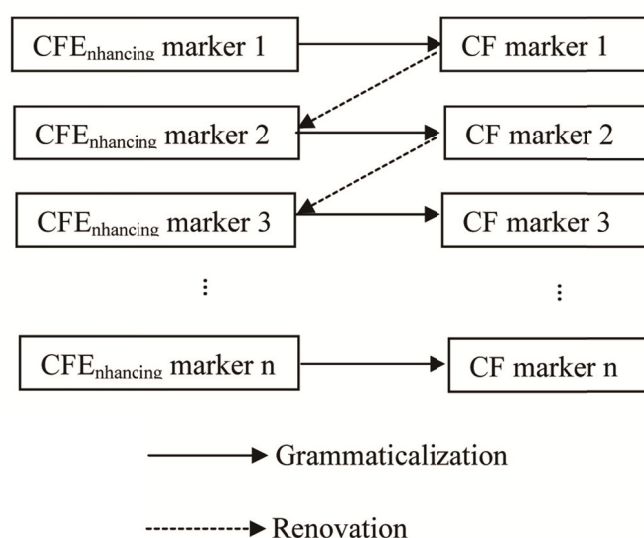 CFEnhancing marker 1 CF marker 1
CFEnhancing marker 2 CF marker 2
CFEnhancing marker 3 CF marker 3
⋮ ⋮
CFEnhancing marker n CF marker n
Grammaticalization
Renovation